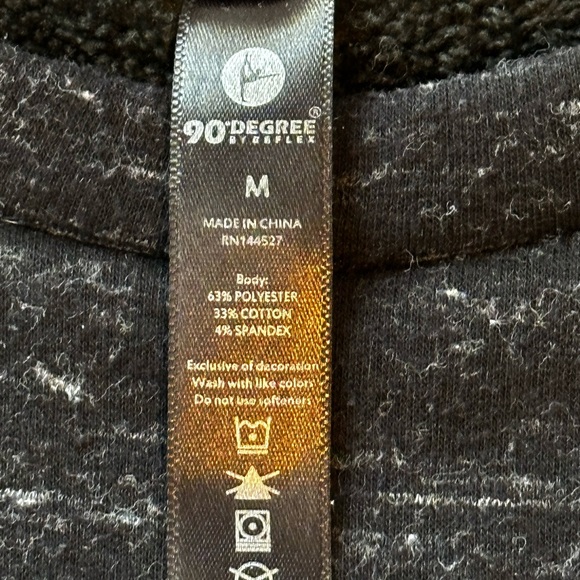 90°DEGREE®
BY REFLEX
M
MADE IN CHINA
RN144527
Body:
63% POLYESTER
33% COTTON
4% SPANDEX
Exclusive of decoration
Wash with like colors
Do not use softeners